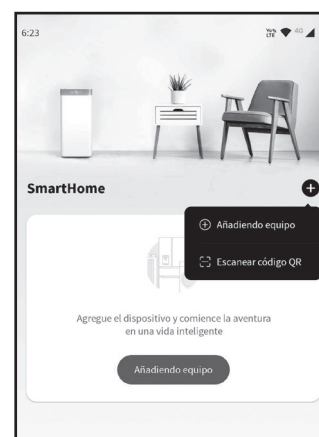 6:23
4G
SmartHome
Añadiendo equipo
Escanear código QR
Agregue el dispositivo y comience la aventura
en una vida inteligente
Añadiendo equipo